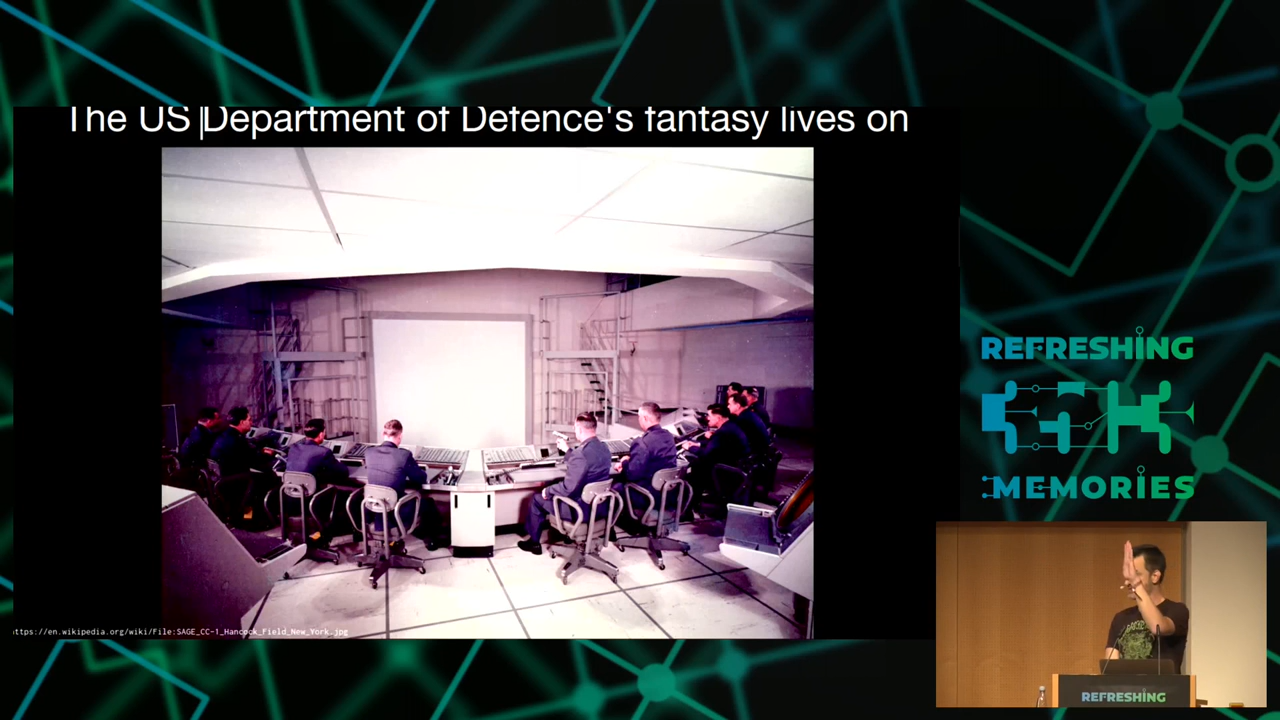 The US Department of Defence's fantasy lives on
REFRESHING
MEMORIES
https://en.wikipedia.org/wiki/File:SAGE_CC-1_Hancock_Field_New_York.jpg
REFRESHING